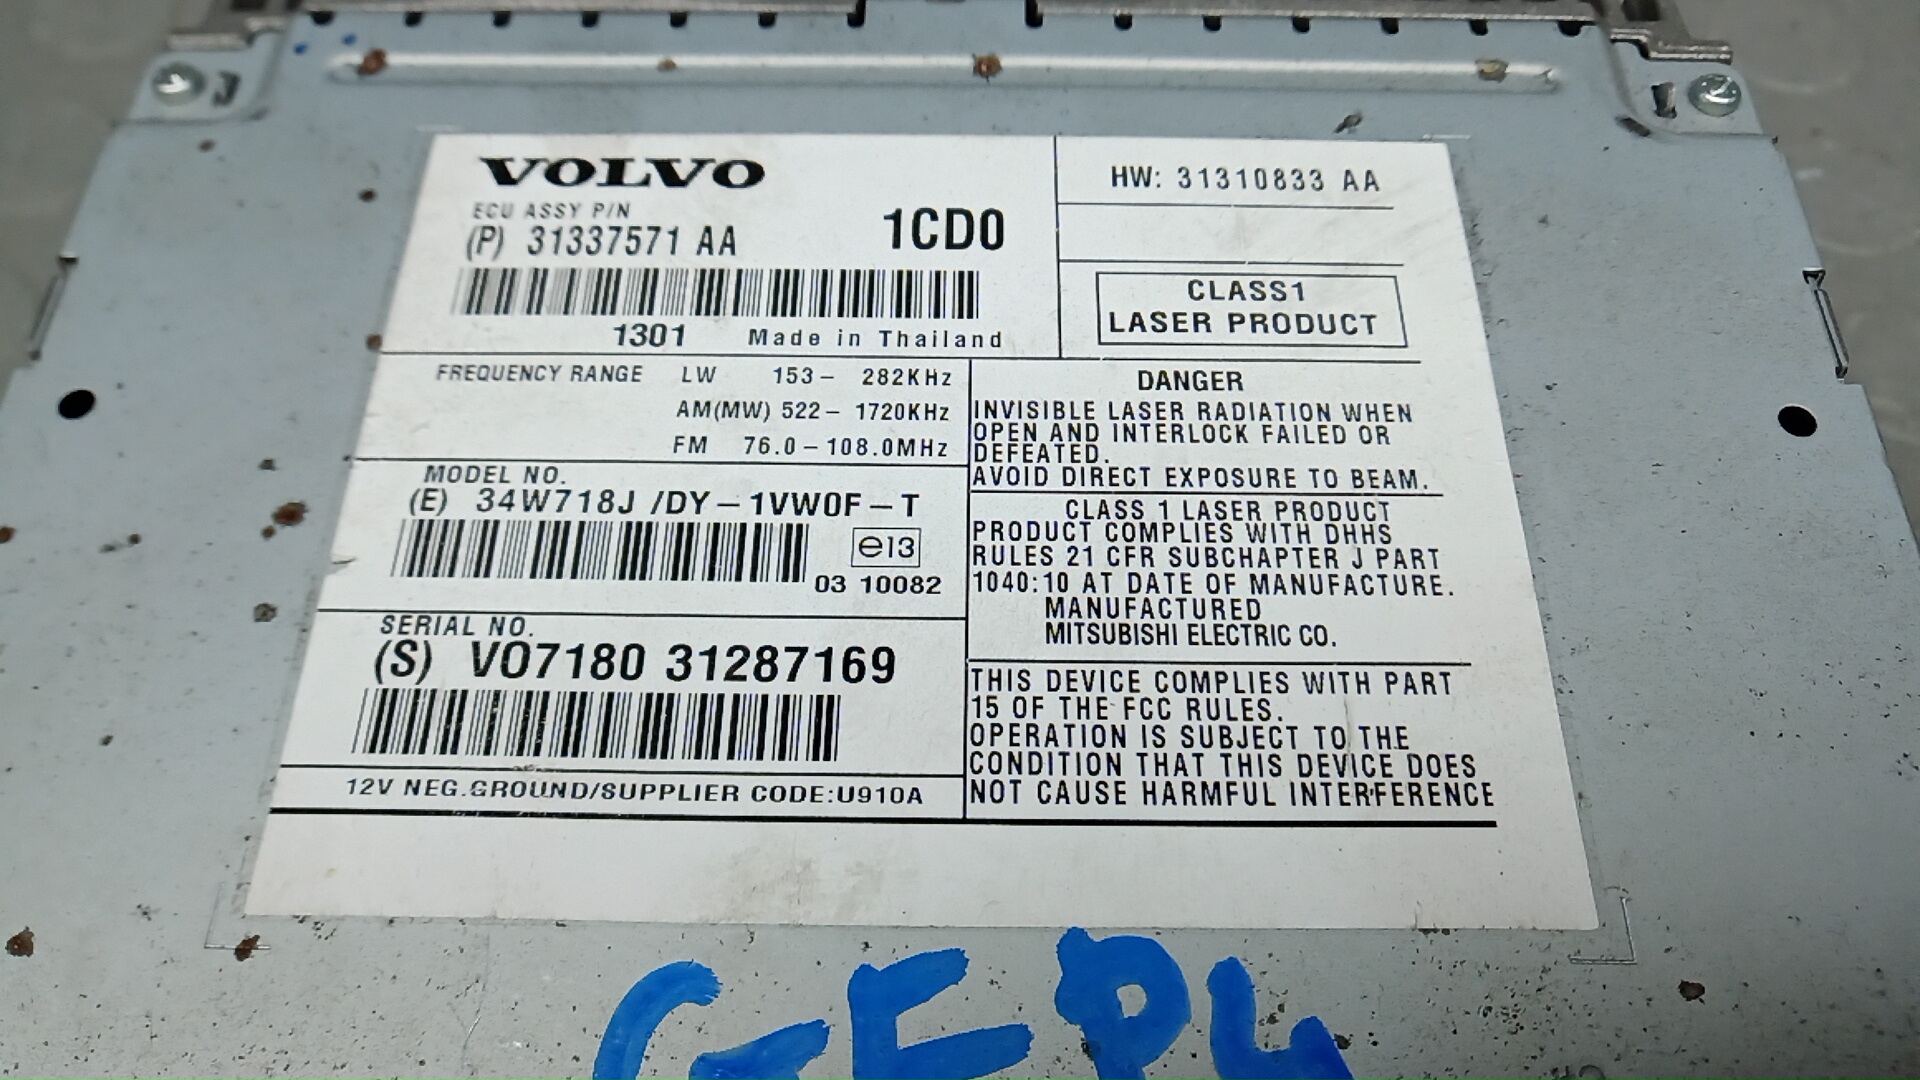 VOLVO
ECU ASSY P/N
(P) 31337571 AA
1CD0
1301 Made in Thailand
HW: 31310833 AA
CLASS1
LASER PRODUCT
FREQUENCY RANGE LW 153– 282KHz
AM(MW) 522– 1720KHz
FM 76.0–108.0MHz
MODEL NO.
(E) 34W718J /DY–1VW0F–T
e13
03 10082
SERIAL NO.
(S) VO7180 31287169
12V NEG.GROUND/SUPPLIER CODE:U910A
DANGER
INVISIBLE LASER RADIATION WHEN
OPEN AND INTERLOCK FAILED OR
DEFEATED.
AVOID DIRECT EXPOSURE TO BEAM.
CLASS 1 LASER PRODUCT
PRODUCT COMPLIES WITH DHHS
RULES 21 CFR SUBCHAPTER J PART
1040:10 AT DATE OF MANUFACTURE.
MANUFACTURED
MITSUBISHI ELECTRIC CO.
THIS DEVICE COMPLIES WITH PART
15 OF THE FCC RULES.
OPERATION IS SUBJECT TO THE
CONDITION THAT THIS DEVICE DOES
NOT CAUSE HARMFUL INTERFERENCE